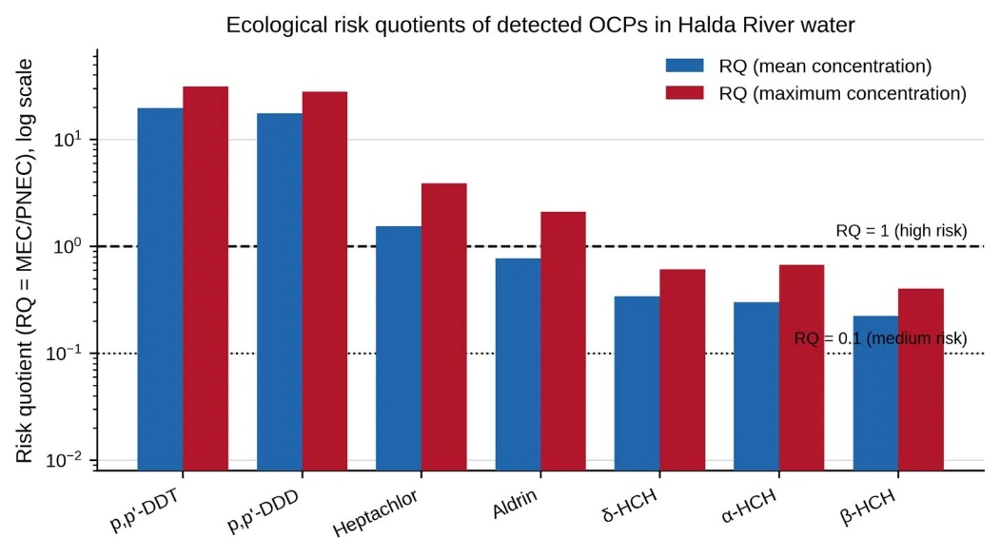 Ecological risk quotients of detected OCPs in Halda River water
RQ (mean concentration)
RQ (maximum concentration)
Risk quotient (RQ = MEC/PNEC), log scale
10¹
10⁰
10⁻¹
10⁻²
RQ = 1 (high risk)
RQ = 0.1 (medium risk)
p,p'-DDT
p,p'-DDD
Heptachlor
Aldrin
δ-HCH
α-HCH
β-HCH